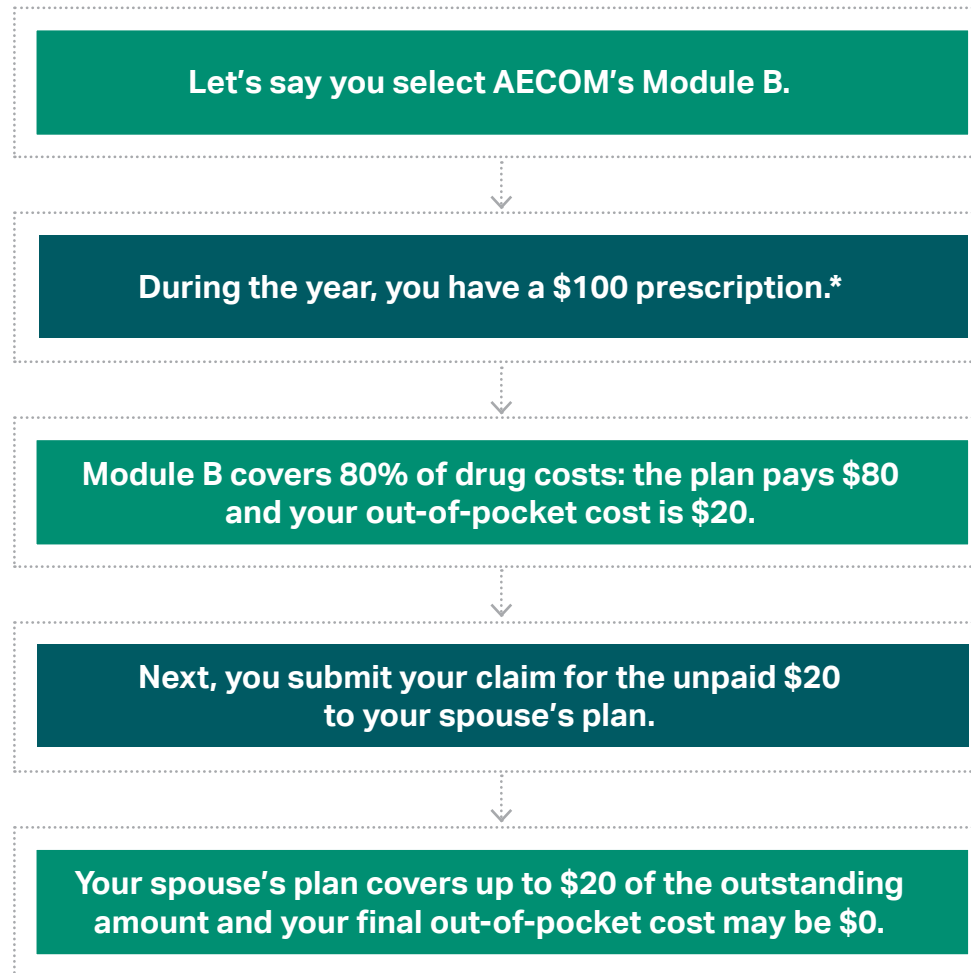 Let's say you select AECOM's Module B.
During the year, you have a $100 prescription.*
Module B covers 80% of drug costs: the plan pays $80
and your out-of-pocket cost is $20.
Next, you submit your claim for the unpaid $20
to your spouse's plan.
Your spouse's plan covers up to $20 of the outstanding
amount and your final out-of-pocket cost may be $0.